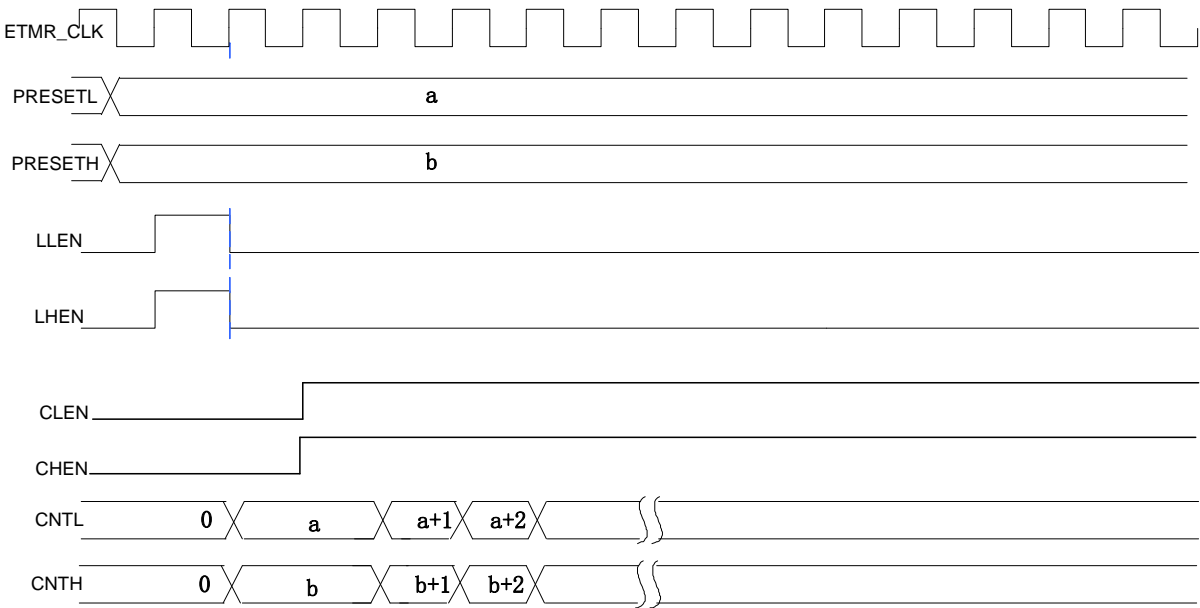 ETMR_CLK
PRESETL a
PRESETH b
LLEN
LHEN
CLEN
CHEN
CNTL 0 a a+1 a+2
CNTH 0 b b+1 b+2